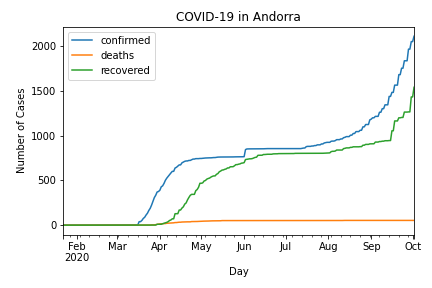 COVID-19 in Andorra
confirmed
deaths
recovered
Number of Cases
2000
1500
1000
500
0
Feb Mar Apr May Jun Jul Aug Sep Oct
2020
Day